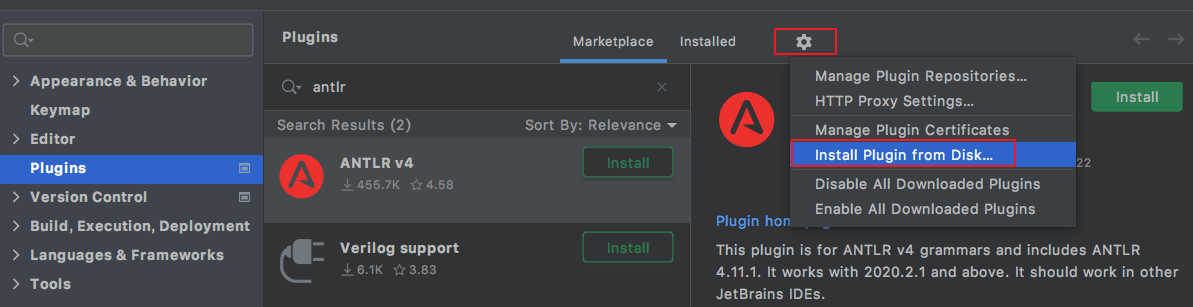 Plugins
Marketplace
Installed
Appearance & Behavior
Keymap
Editor
Plugins
Version Control
Build, Execution, Deployment
Languages & Frameworks
Tools
antlr
Search Results (2)
Sort By: Relevance
ANTLR v4
455.7K
4.58
Install
Verilog support
6.1K
3.83
Install
Manage Plugin Repositories...
HTTP Proxy Settings...
Manage Plugin Certificates
Install Plugin from Disk...
Disable All Downloaded Plugins
Enable All Downloaded Plugins
Install
22
This plugin is for ANTLR v4 grammars and includes ANTLR
4.11.1. It works with 2020.2.1 and above. It should work in other
JetBrains IDEs.